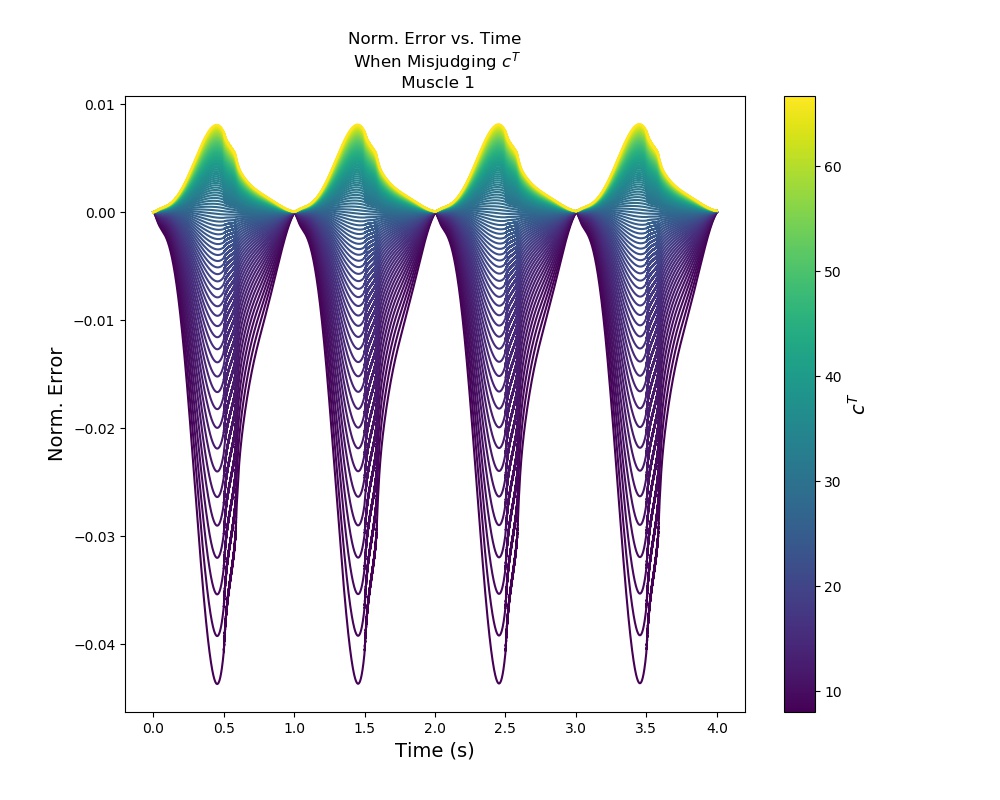 Norm. Error vs. Time
When Misjudging c^T
Muscle 1
0.01
0.00
−0.01
−0.02
−0.03
−0.04
Norm. Error
0.0 0.5 1.0 1.5 2.0 2.5 3.0 3.5 4.0
Time (s)
60
50
40
30
20
10
c^T